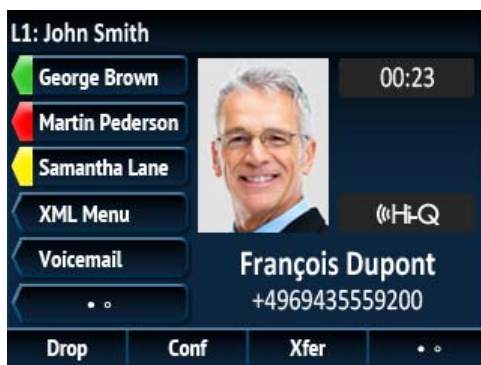 L1: John Smith
George Brown
00:23
Martin Pederson
Samantha Lane
XML Menu
Hi-Q
Voicemail
François Dupont
+4969435559200
Drop Conf Xfer